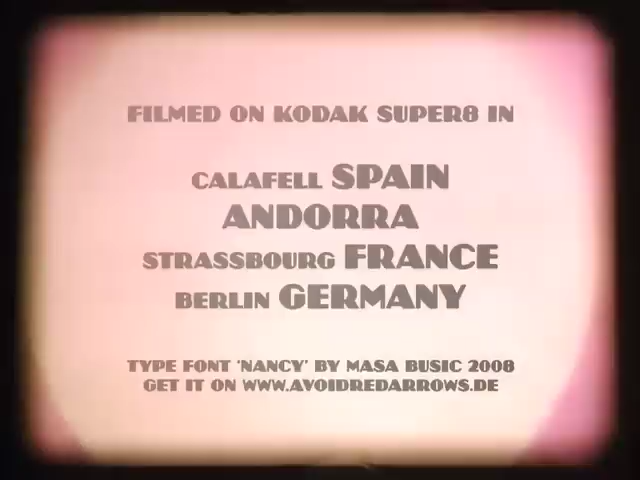 FILMED ON KODAK SUPER8 IN
CALAFELL SPAIN
ANDORRA
STRASSBOURG FRANCE
BERLIN GERMANY
TYPE FONT 'NANCY' BY MASA BUSIC 2008
GET IT ON WWW.AVOIDREDARROWS.DE